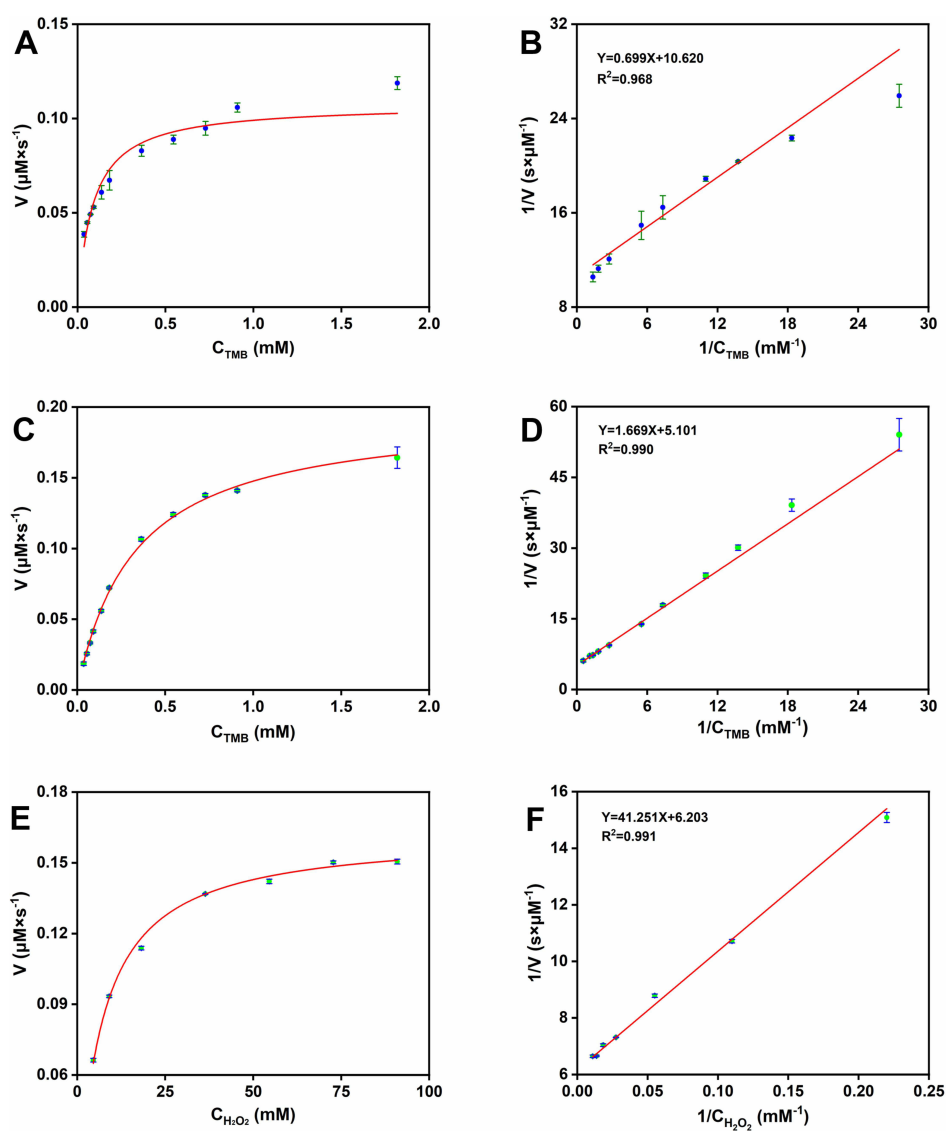 A
V (µM×s⁻¹)
0.15
0.10
0.05
0.00
0.0 0.5 1.0 1.5 2.0
C_TMB (mM)
B
Y=0.699X+10.620
R²=0.968
1/V (s×µM⁻¹)
32
24
16
8
0 6 12 18 24 30
1/C_TMB (mM⁻¹)
C
V (µM×s⁻¹)
0.20
0.15
0.10
0.05
0.00
0.0 0.5 1.0 1.5 2.0
C_TMB (mM)
D
Y=1.669X+5.101
R²=0.990
1/V (s×µM⁻¹)
60
45
30
15
0
0 6 12 18 24 30
1/C_TMB (mM⁻¹)
E
V (µM×s⁻¹)
0.18
0.15
0.12
0.09
0.06
0 25 50 75 100
C_H₂O₂ (mM)
F
Y=41.251X+6.203
R²=0.991
1/V (s×µM⁻¹)
16
14
12
10
8
6
0.00 0.05 0.10 0.15 0.20 0.25
1/C_H₂O₂ (mM⁻¹)